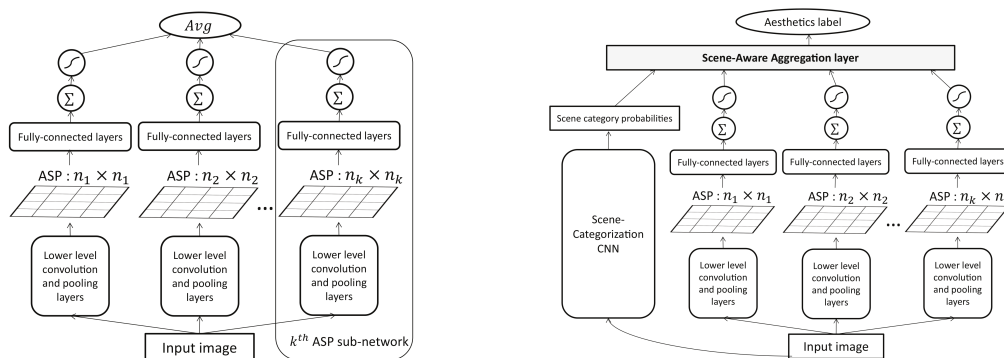 Avg
Σ
Σ
Σ
Fully-connected layers
Fully-connected layers
Fully-connected layers
ASP : n₁ × n₁
ASP : n₂ × n₂
ASP : nₖ × nₖ
...
Lower level
convolution
and pooling
layers
Lower level
convolution
and pooling
layers
Lower level
convolution
and pooling
layers
Input image
kᵗʰ ASP sub-network
Aesthetics label
Scene-Aware Aggregation layer
Scene category probabilities
Σ
Σ
Σ
Fully-connected layers
Fully-connected layers
Fully-connected layers
Scene-
Categorization
CNN
ASP : n₁ × n₁
ASP : n₂ × n₂
ASP : nₖ × n
...
Lower level
convolution
and pooling
layers
Lower level
convolution
and pooling
layers
Lower level
convolution
and pooling
layers
Input image